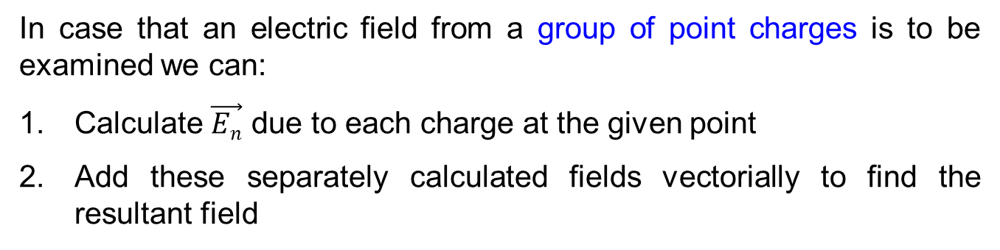 In case that an electric field from a group of point charges is to be
examined we can:
1. Calculate $\overrightarrow{E_n}$ due to each charge at the given point
2. Add these separately calculated fields vectorially to find the
resultant field